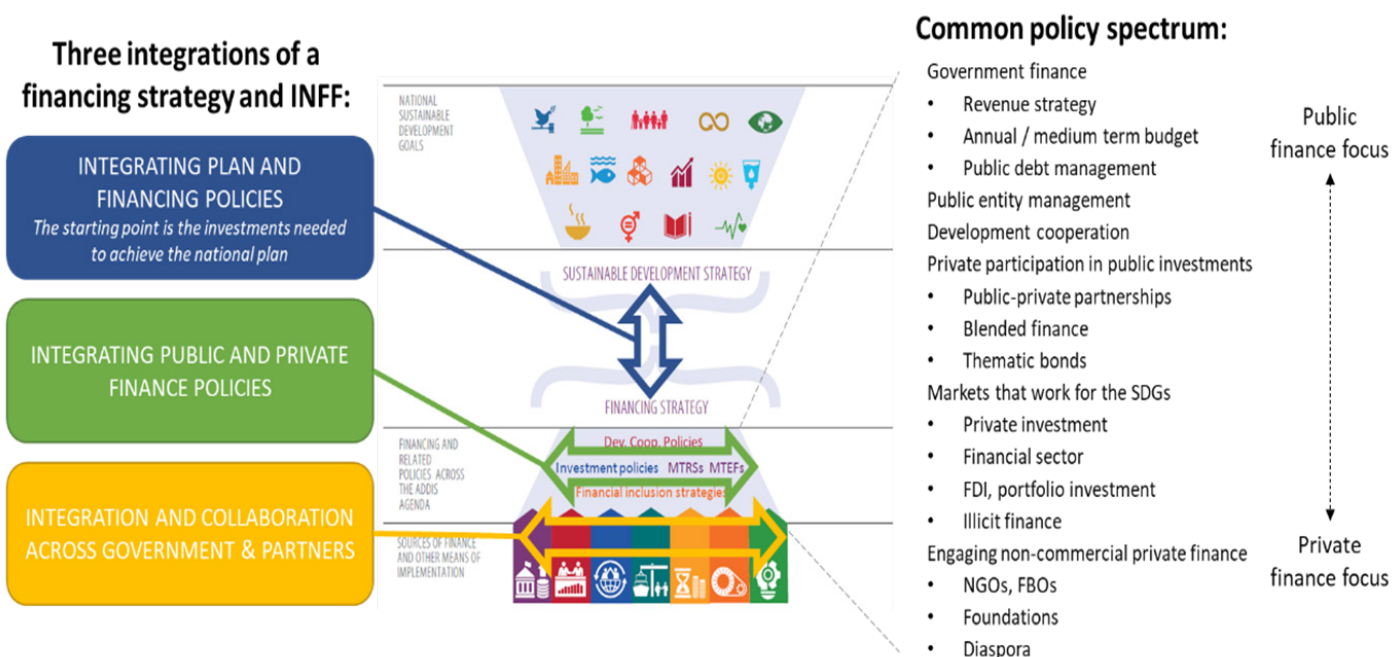 Three integrations of a
financing strategy and INFF:
INTEGRATING PLAN AND
FINANCING POLICIES
The starting point is the investments needed
to achieve the national plan
INTEGRATING PUBLIC AND PRIVATE
FINANCE POLICIES
INTEGRATION AND COLLABORATION
ACROSS GOVERNMENT & PARTNERS
NATIONAL
SUSTAINABLE
DEVELOPMENT
GOALS
SUSTAINABLE DEVELOPMENT STRATEGY
FINANCING STRATEGY
FINANCING AND
RELATED
POLICIES ACROSS
THE ADDIS
AGENDA
Dev. Coop. Policies
Investment policies MTRSs MTEFs
Financial inclusion strategies
SOURCES OF FINANCE
AND OTHER MEANS OF
IMPLEMENTATION
Common policy spectrum:
Government finance
• Revenue strategy
• Annual / medium term budget
• Public debt management
Public entity management
Development cooperation
Private participation in public investments
• Public-private partnerships
• Blended finance
• Thematic bonds
Markets that work for the SDGs
• Private investment
• Financial sector
• FDI, portfolio investment
• Illicit finance
Engaging non-commercial private finance
• NGOs, FBOs
• Foundations
• Diaspora
Public
finance focus
Private
finance focus